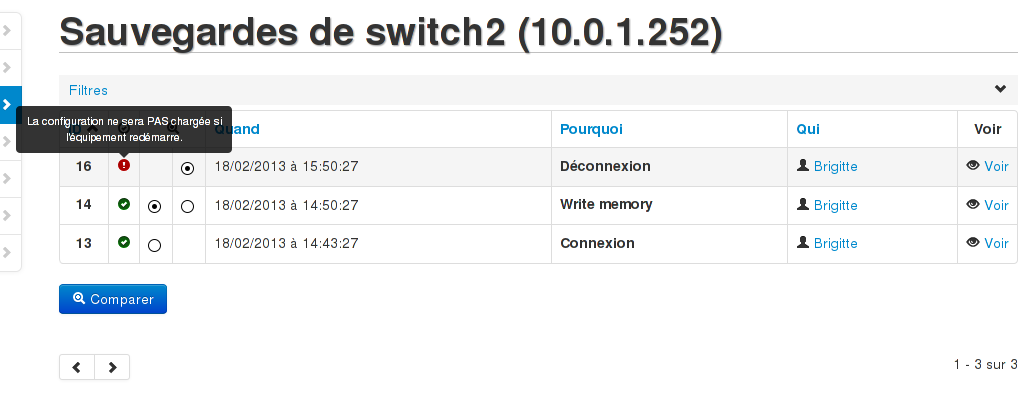 Sauvegardes de switch2 (10.0.1.252)
Filtres
La configuration ne sera PAS chargée si
l'équipement redémarre.
Quand Pourquoi Qui Voir
16 18/02/2013 à 15:50:27 Déconnexion Brigitte Voir
14 18/02/2013 à 14:50:27 Write memory Brigitte Voir
13 18/02/2013 à 14:43:27 Connexion Brigitte Voir
Comparer
1 - 3 sur 3